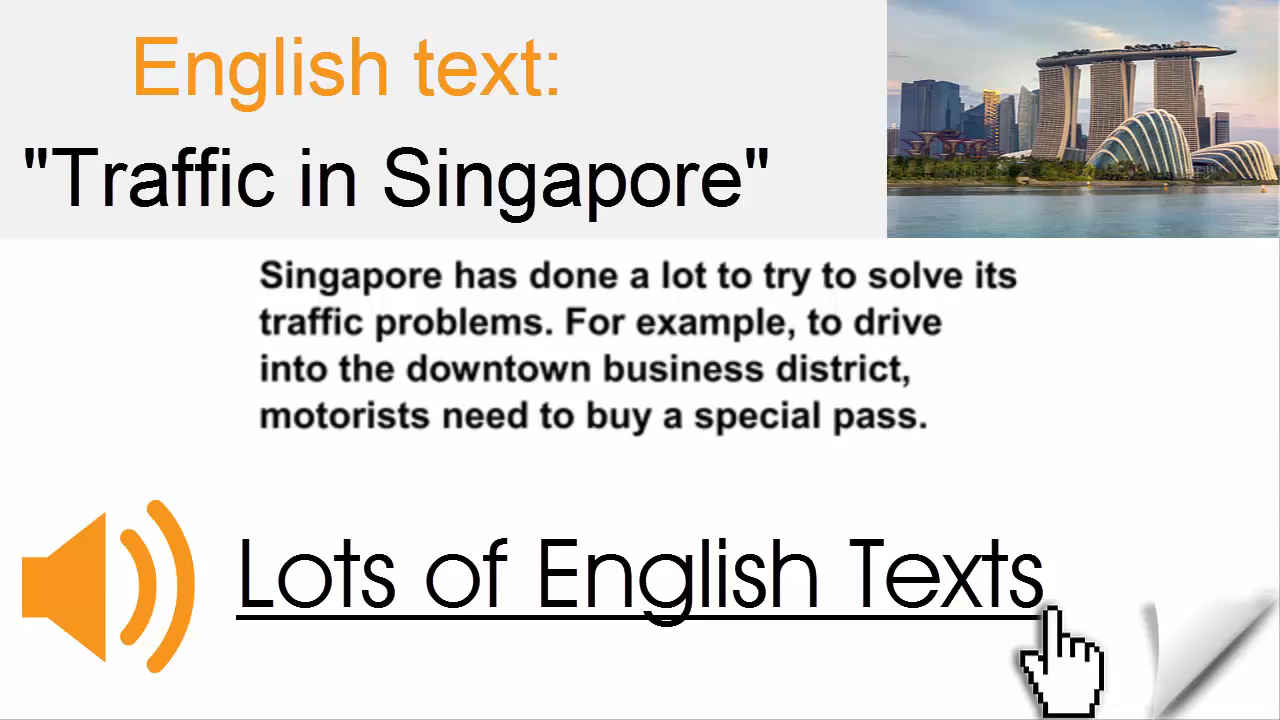 English text:
"Traffic in Singapore"
Singapore has done a lot to try to solve its
traffic problems. For example, to drive
into the downtown business district,
motorists need to buy a special pass.
Lots of English Texts